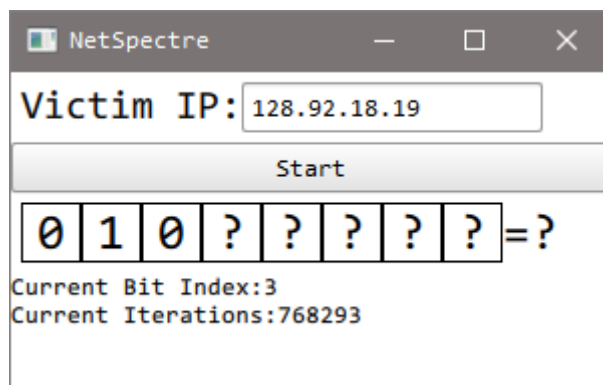 NetSpectre
Victim IP: 128.92.18.19
Start
0 1 0 ? ? ? ? ? =?
Current Bit Index:3
Current Iterations:768293